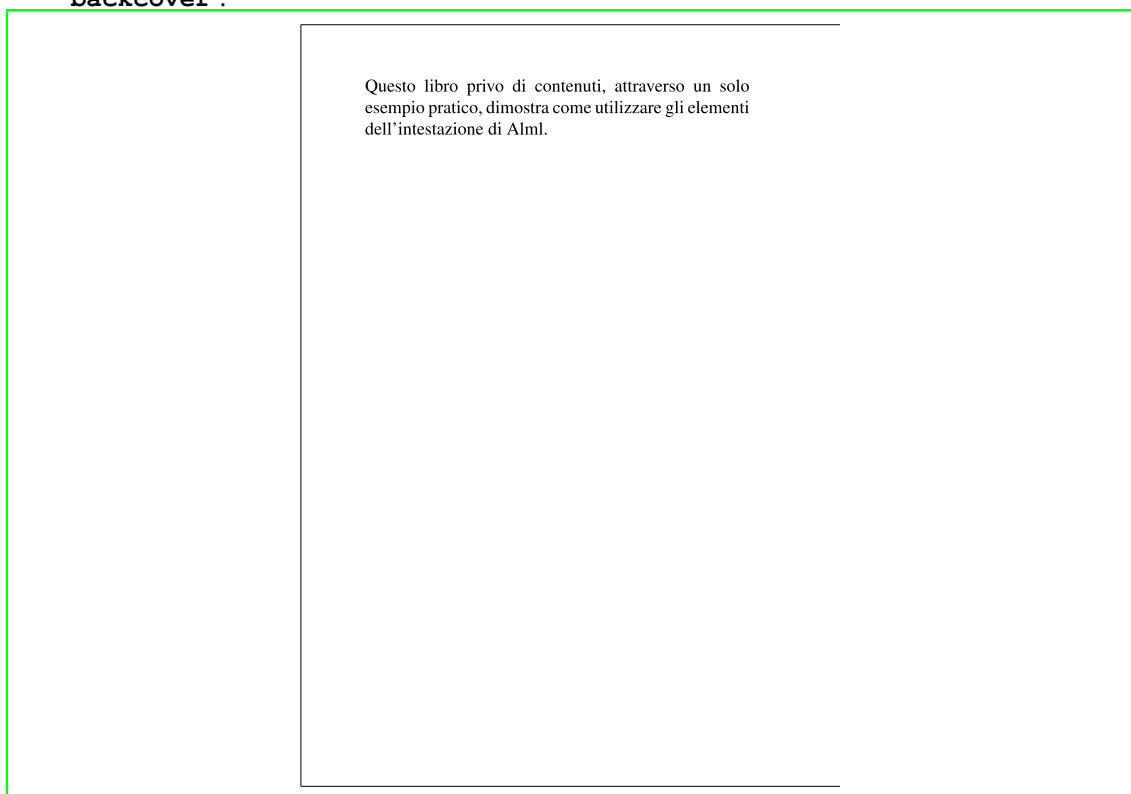 backcover'.
Questo libro privo di contenuti, attraverso un solo
esempio pratico, dimostra come utilizzare gli elementi
dell'intestazione di Alml.